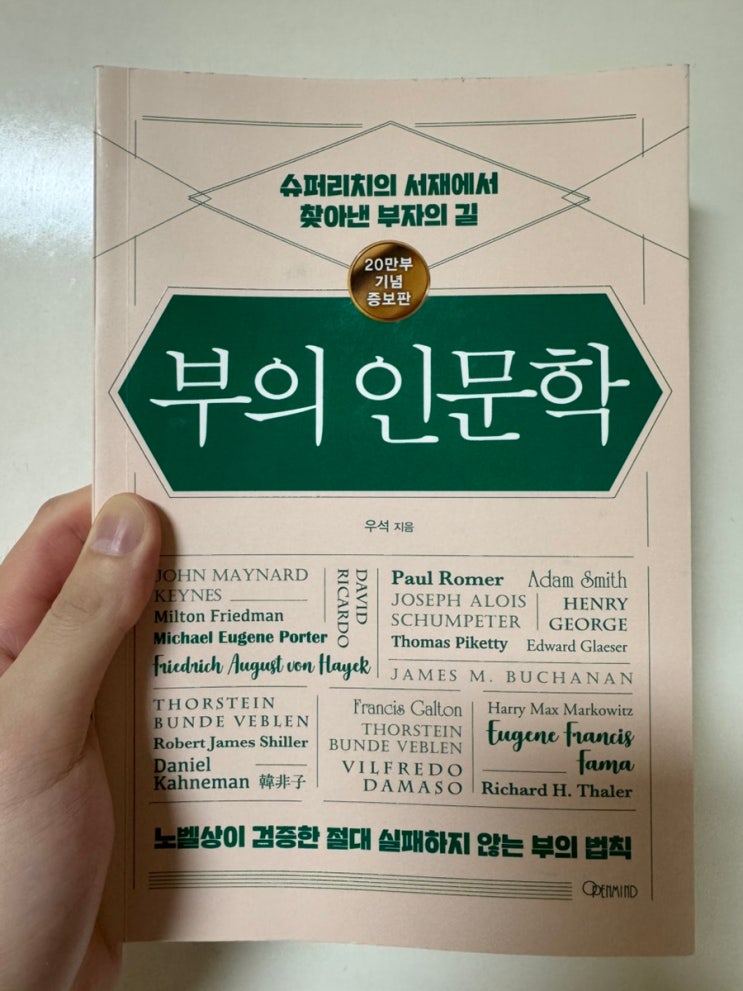 슈퍼리치의 서재에서
찾아낸 부자의 길
20만부
기념
증보판
부의 인문학
우석 지음
JOHN MAYNARD
KEYNES
Milton Friedman
Michael Eugene Porter
Friedrich August von Hayek
DAVID
RICARDO
Paul Romer
Adam Smith
JOSEPH ALOIS
SCHUMPETER
HENRY
GEORGE
Thomas Piketty
Edward Glaeser
JAMES M. BUCHANAN
THORSTEIN
BUNDE VEBLEN
Robert James Shiller
Daniel
Kahneman 韓非子
Francis Galton
THORSTEIN
BUNDE VEBLEN
VILFREDO
DAMASO
Harry Max Markowitz
Eugene Francis
Fama
Richard H. Thaler
노벨상이 검증한 절대 실패하지 않는 부의 법칙
OPENMIND